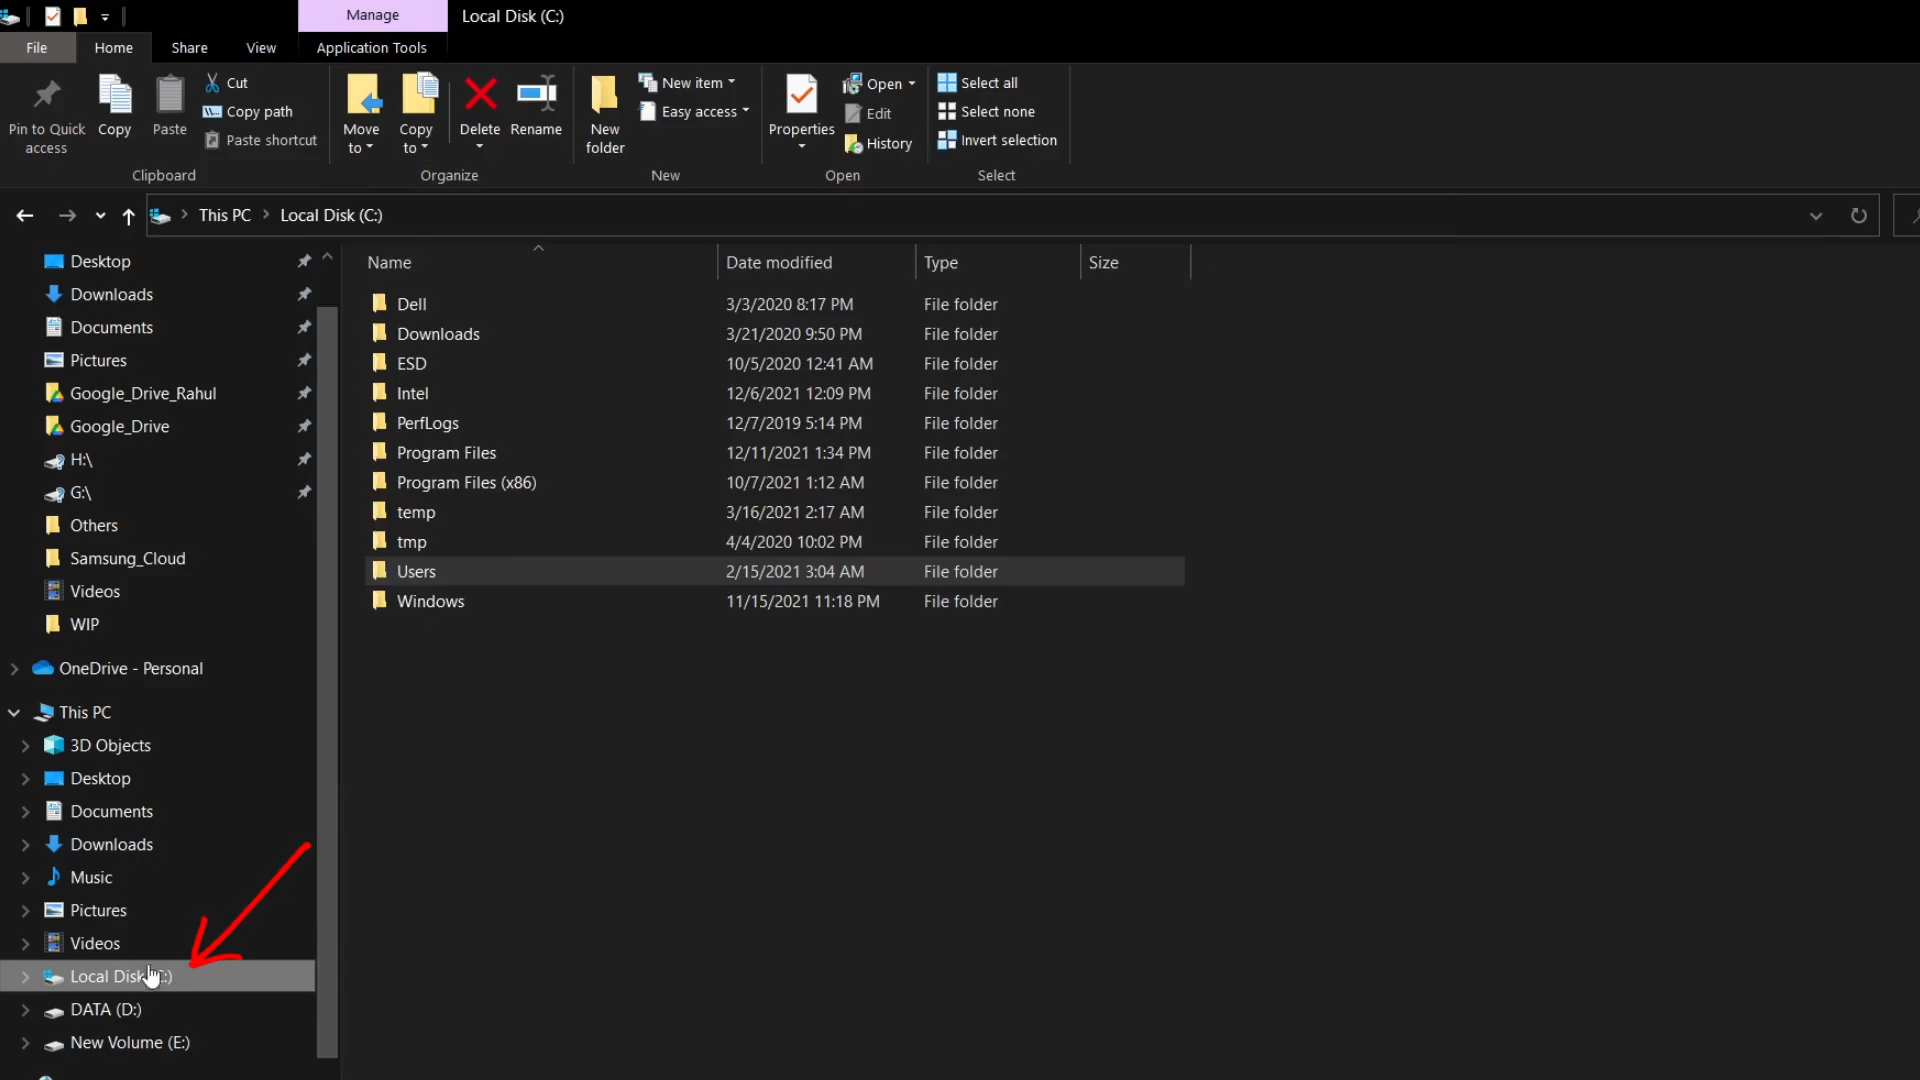 Manage
Local Disk (C:)
File
Home
Share
View
Application Tools
Pin to Quick access
Copy
Paste
Cut
Copy path
Paste shortcut
Move to
Copy to
Delete
Rename
New folder
New item
Easy access
Properties
Open
Edit
History
Select all
Select none
Invert selection
Clipboard
Organize
New
Open
Select
This PC
Local Disk (C:)
Desktop
Downloads
Documents
Pictures
Google_Drive_Rahul
Google_Drive
H:\
G:\
Others
Samsung_Cloud
Videos
WIP
OneDrive - Personal
This PC
3D Objects
Desktop
Documents
Downloads
Music
Pictures
Videos
Local Disk :)
DATA (D:)
New Volume (E:)
Name Date modified Type Size
Dell 3/3/2020 8:17 PM File folder
Downloads 3/21/2020 9:50 PM File folder
ESD 10/5/2020 12:41 AM File folder
Intel 12/6/2021 12:09 PM File folder
PerfLogs 12/7/2019 5:14 PM File folder
Program Files 12/11/2021 1:34 PM File folder
Program Files (x86) 10/7/2021 1:12 AM File folder
temp 3/16/2021 2:17 AM File folder
tmp 4/4/2020 10:02 PM File folder
Users 2/15/2021 3:04 AM File folder
Windows 11/15/2021 11:18 PM File folder